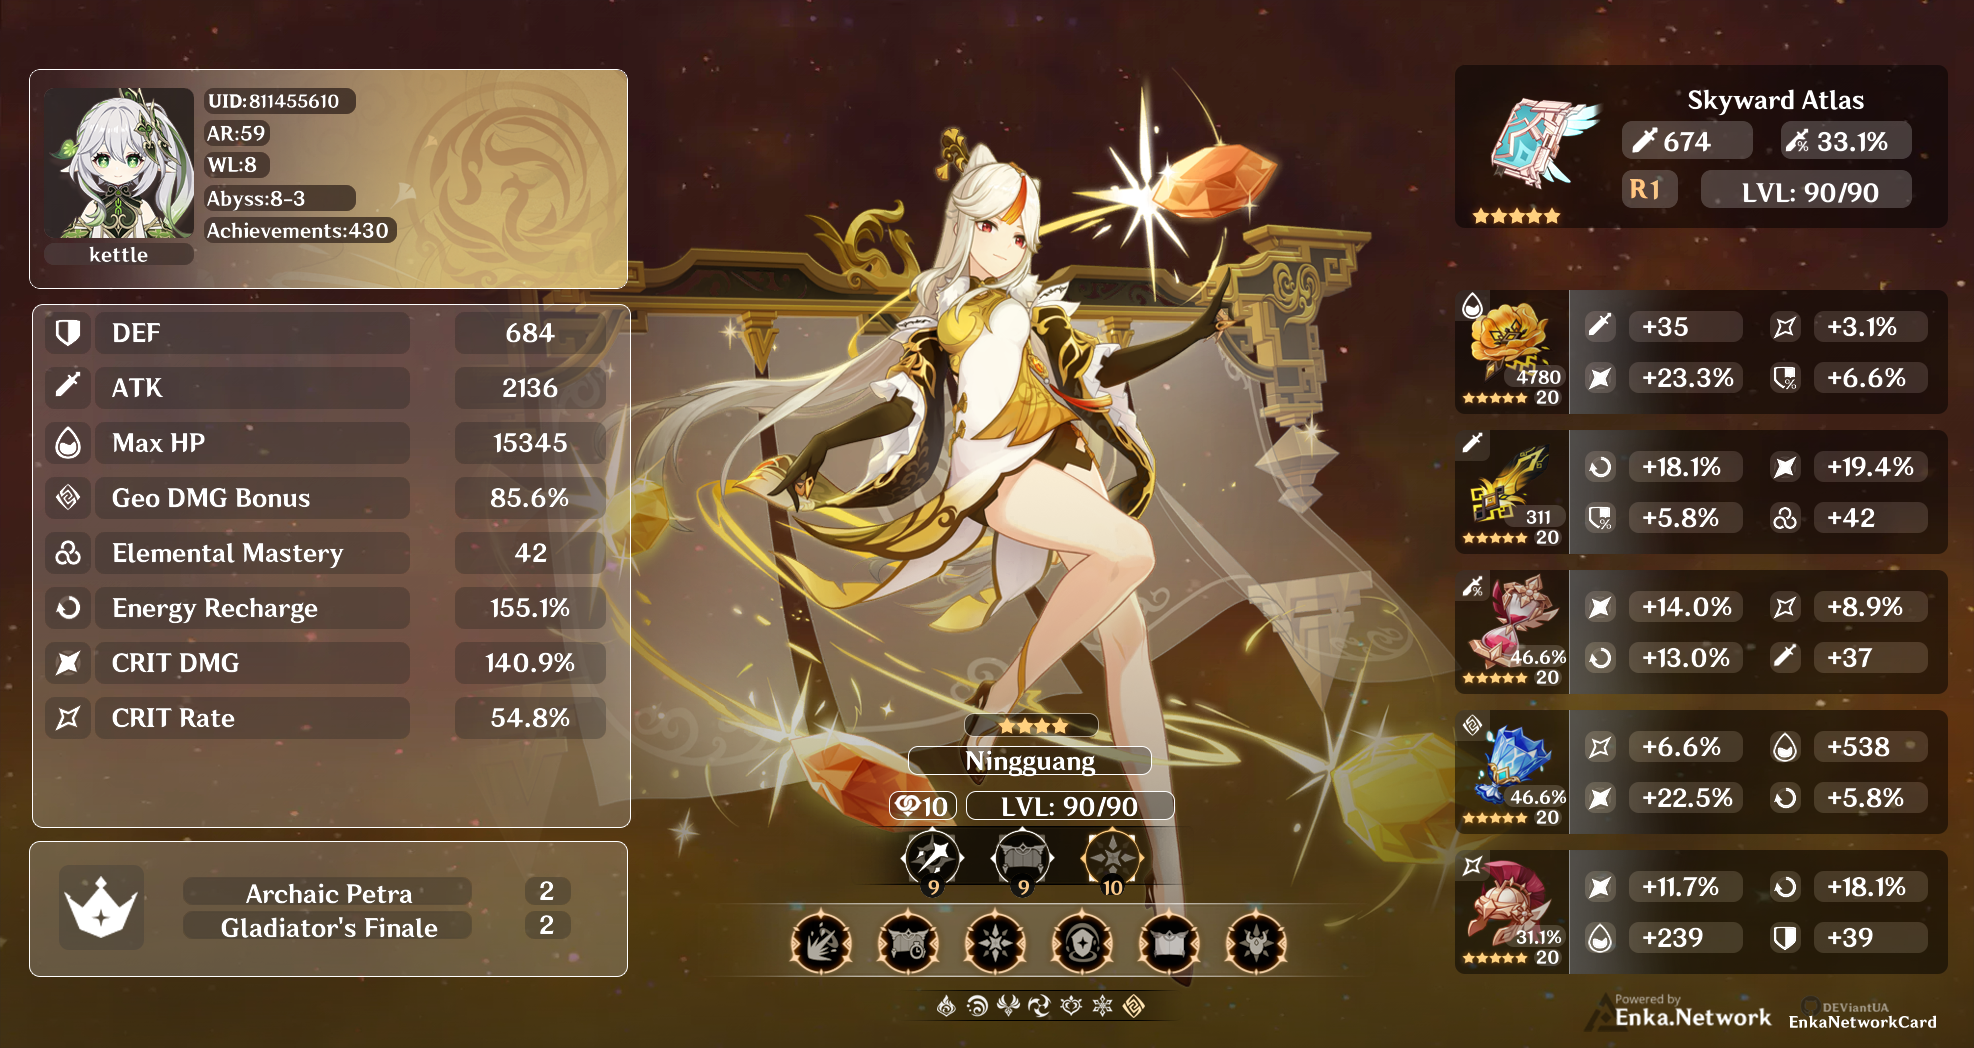 UID:811455610
AR:59
WL:8
Abyss:8-3
Achievements:430
kettle
DEF 684
ATK 2136
Max HP 15345
Geo DMG Bonus 85.6%
Elemental Mastery 42
Energy Recharge 155.1%
CRIT DMG 140.9%
CRIT Rate 54.8%
Archaic Petra 2
Gladiator's Finale 2
Ningguang
10 LVL: 90/90
9 9 10
Skyward Atlas
674 33.1%
R1 LVL: 90/90
+35 +3.1%
4780 +23.3% +6.6%
20
+18.1% +19.4%
311 +5.8% +42
20
+14.0% +8.9%
46.6% +13.0% +37
20
+6.6% +538
46.6% +22.5% +5.8%
20
+11.7% +18.1%
31.1% +239 +39
20
Powered by
Enka.Network
DEViantUA
EnkaNetworkCard